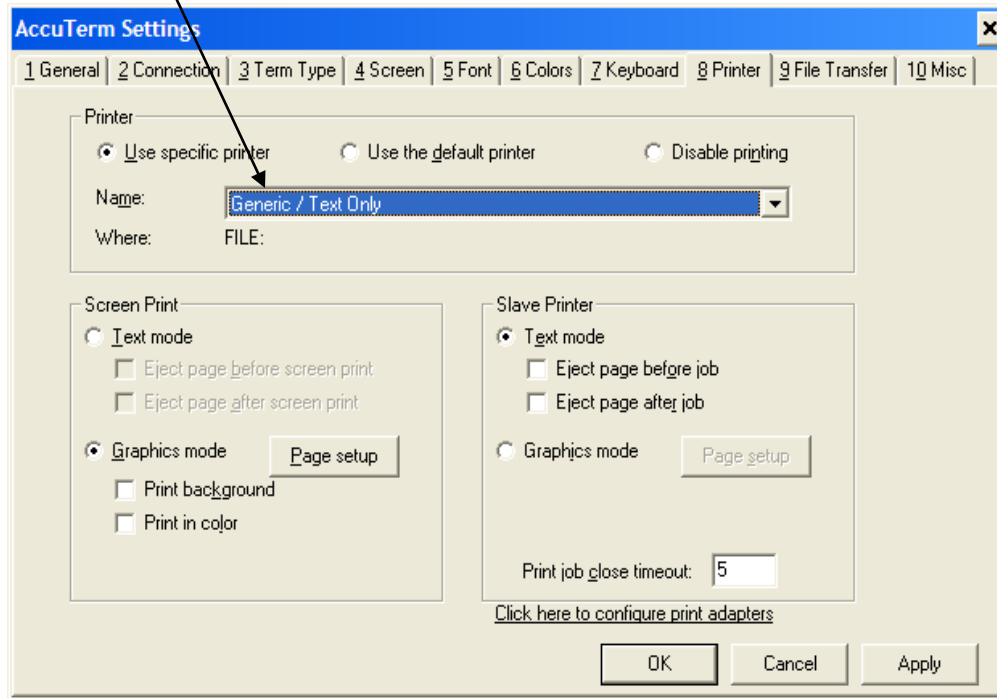 AccuTerm Settings
1 General 2 Connection 3 Term Type 4 Screen 5 Font 6 Colors 7 Keyboard 8 Printer 9 File Transfer 10 Misc
Printer
Use specific printer Use the default printer Disable printing
Name: Generic / Text Only
Where: FILE:
Screen Print
Text mode
Eject page before screen print
Eject page after screen print
Graphics mode Page setup
Print background
Print in color
Slave Printer
Text mode
Eject page before job
Eject page after job
Graphics mode Page setup
Print job close timeout: 5
Click here to configure print adapters
OK Cancel Apply